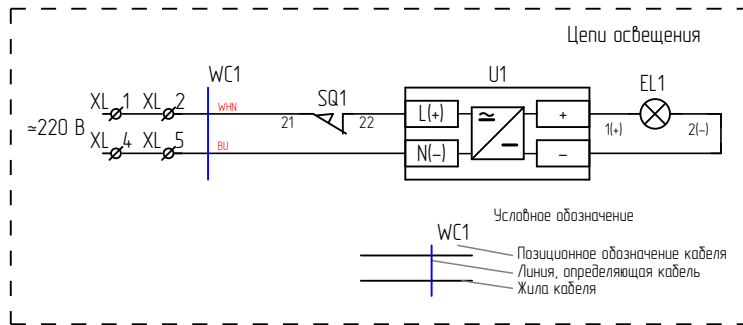 Цепи освещения
WC1
U1
EL1
XL 1
XL 2
WHN
SQ1
21
22
L(+)
+
1(+)
2(-)
≃220 В
≃
XL 4
XL 5
BU
N(-)
-
Условное обозначение
WC1
Позиционное обозначение кабеля
Линия, определяющая кабель
Жила кабеля